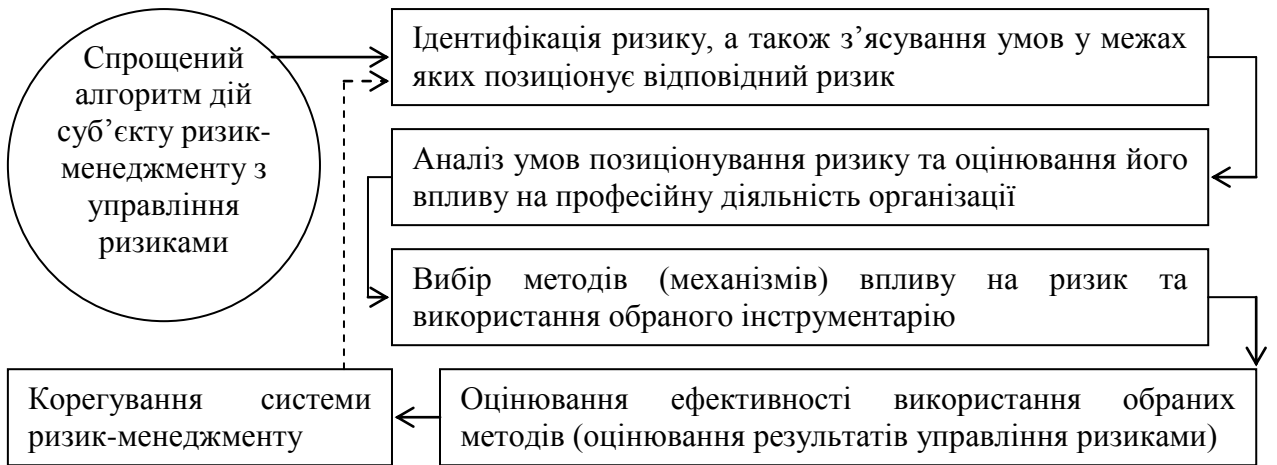 Спрощений
алгоритм дій
суб’єкту ризик-
менеджменту з
управління
ризиками
Ідентифікація ризику, а також з’ясування умов у межах
яких позиціонує відповідний ризик
Аналіз умов позиціонування ризику та оцінювання його
впливу на професійну діяльність організації
Вибір методів (механізмів) впливу на ризик та
використання обраного інструментарію
Оцінювання ефективності використання обраних
методів (оцінювання результатів управління ризиками)
Корегування системи
ризик-менеджменту